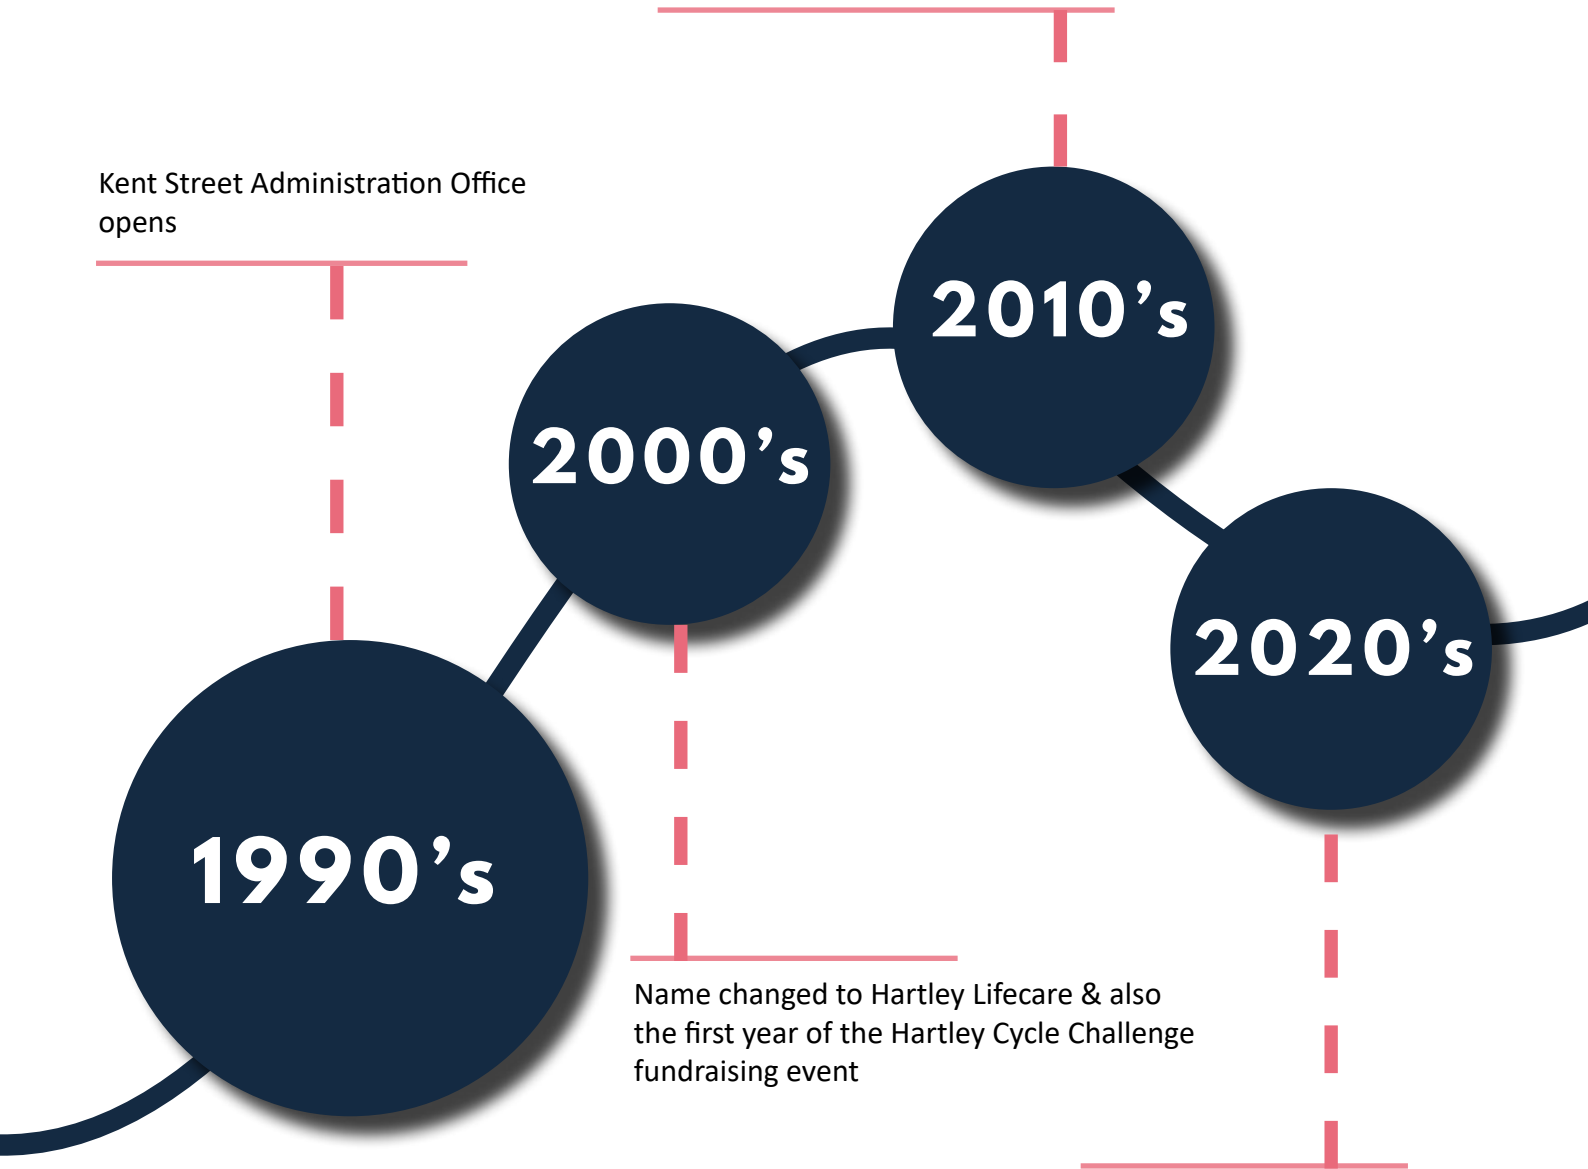 Kent Street Administration Office
opens
2010's
2000's
2020's
1990's
Name changed to Hartley Lifecare & also
the first year of the Hartley Cycle Challenge
fundraising event